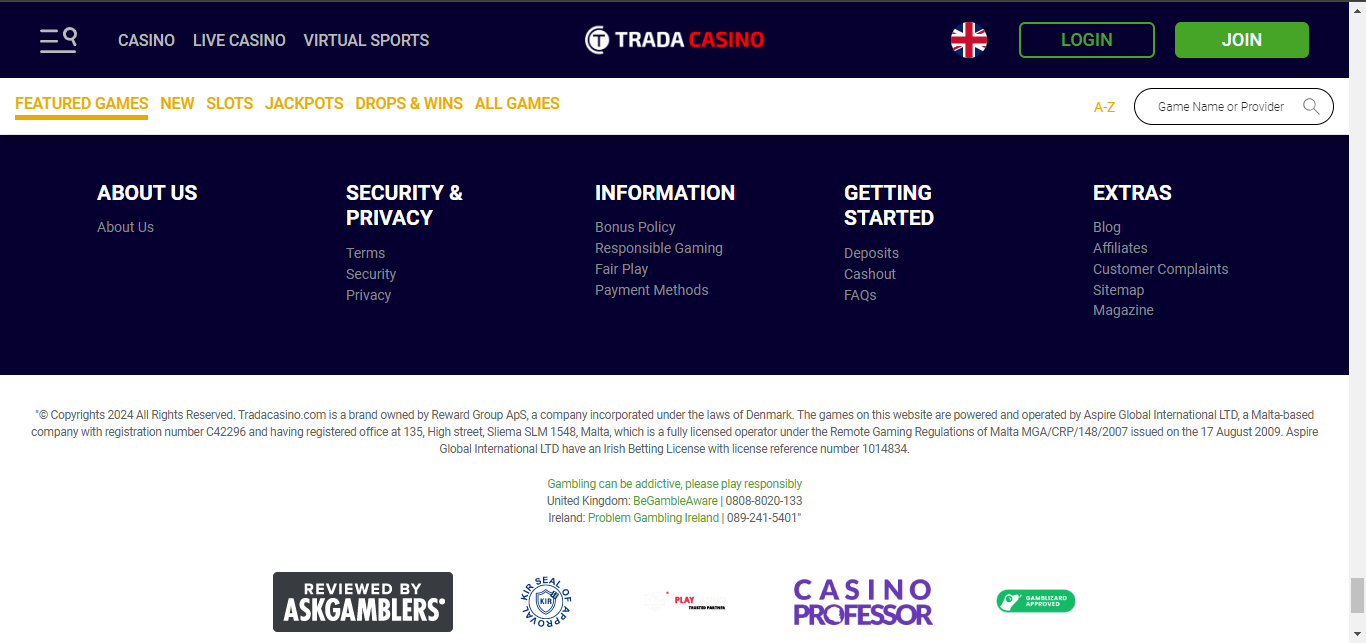 CASINO LIVE CASINO VIRTUAL SPORTS TRADA CASINO LOGIN JOIN
FEATURED GAMES NEW SLOTS JACKPOTS DROPS & WINS ALL GAMES A-Z Game Name or Provider
ABOUT US
About Us
SECURITY &
PRIVACY
Terms
Security
Privacy
INFORMATION
Bonus Policy
Responsible Gaming
Fair Play
Payment Methods
GETTING
STARTED
Deposits
Cashout
FAQs
EXTRAS
Blog
Affiliates
Customer Complaints
Sitemap
Magazine
"© Copyrights 2024 All Rights Reserved. Tradacasino.com is a brand owned by Reward Group ApS, a company incorporated under the laws of Denmark. The games on this website are powered and operated by Aspire Global International LTD, a Malta-based
company with registration number C42296 and having registered office at 135, High street, Sliema SLM 1548, Malta, which is a fully licensed operator under the Remote Gaming Regulations of Malta MGA/CRP/148/2007 issued on the 17 August 2009. Aspire
Global International LTD have an Irish Betting License with license reference number 1014834.
Gambling can be addictive, please play responsibly
United Kingdom: BeGambleAware | 0808-8020-133
Ireland: Problem Gambling Ireland | 089-241-5401"
REVIEWED BY
ASKGAMBLERS
KIR SEAL OF APPROVAL
KIR
PLAY
TRUSTED PARTNER
CASINO
PROFESSOR
GAMBLIZARD
APPROVED